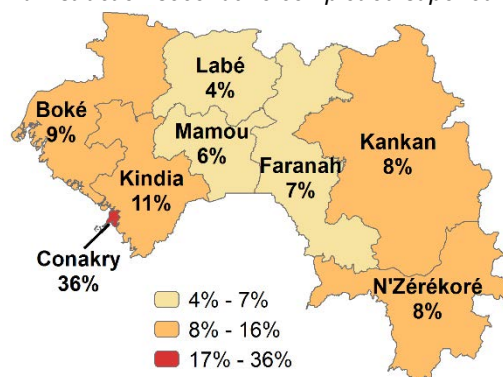 Labé
4%
Boké
9%
Mamou
6%
Kankan
8%
Faranah
7%
Kindia
11%
Conakry
36%
N'Zérékoré
8%
4% - 7%
8% - 16%
17% - 36%